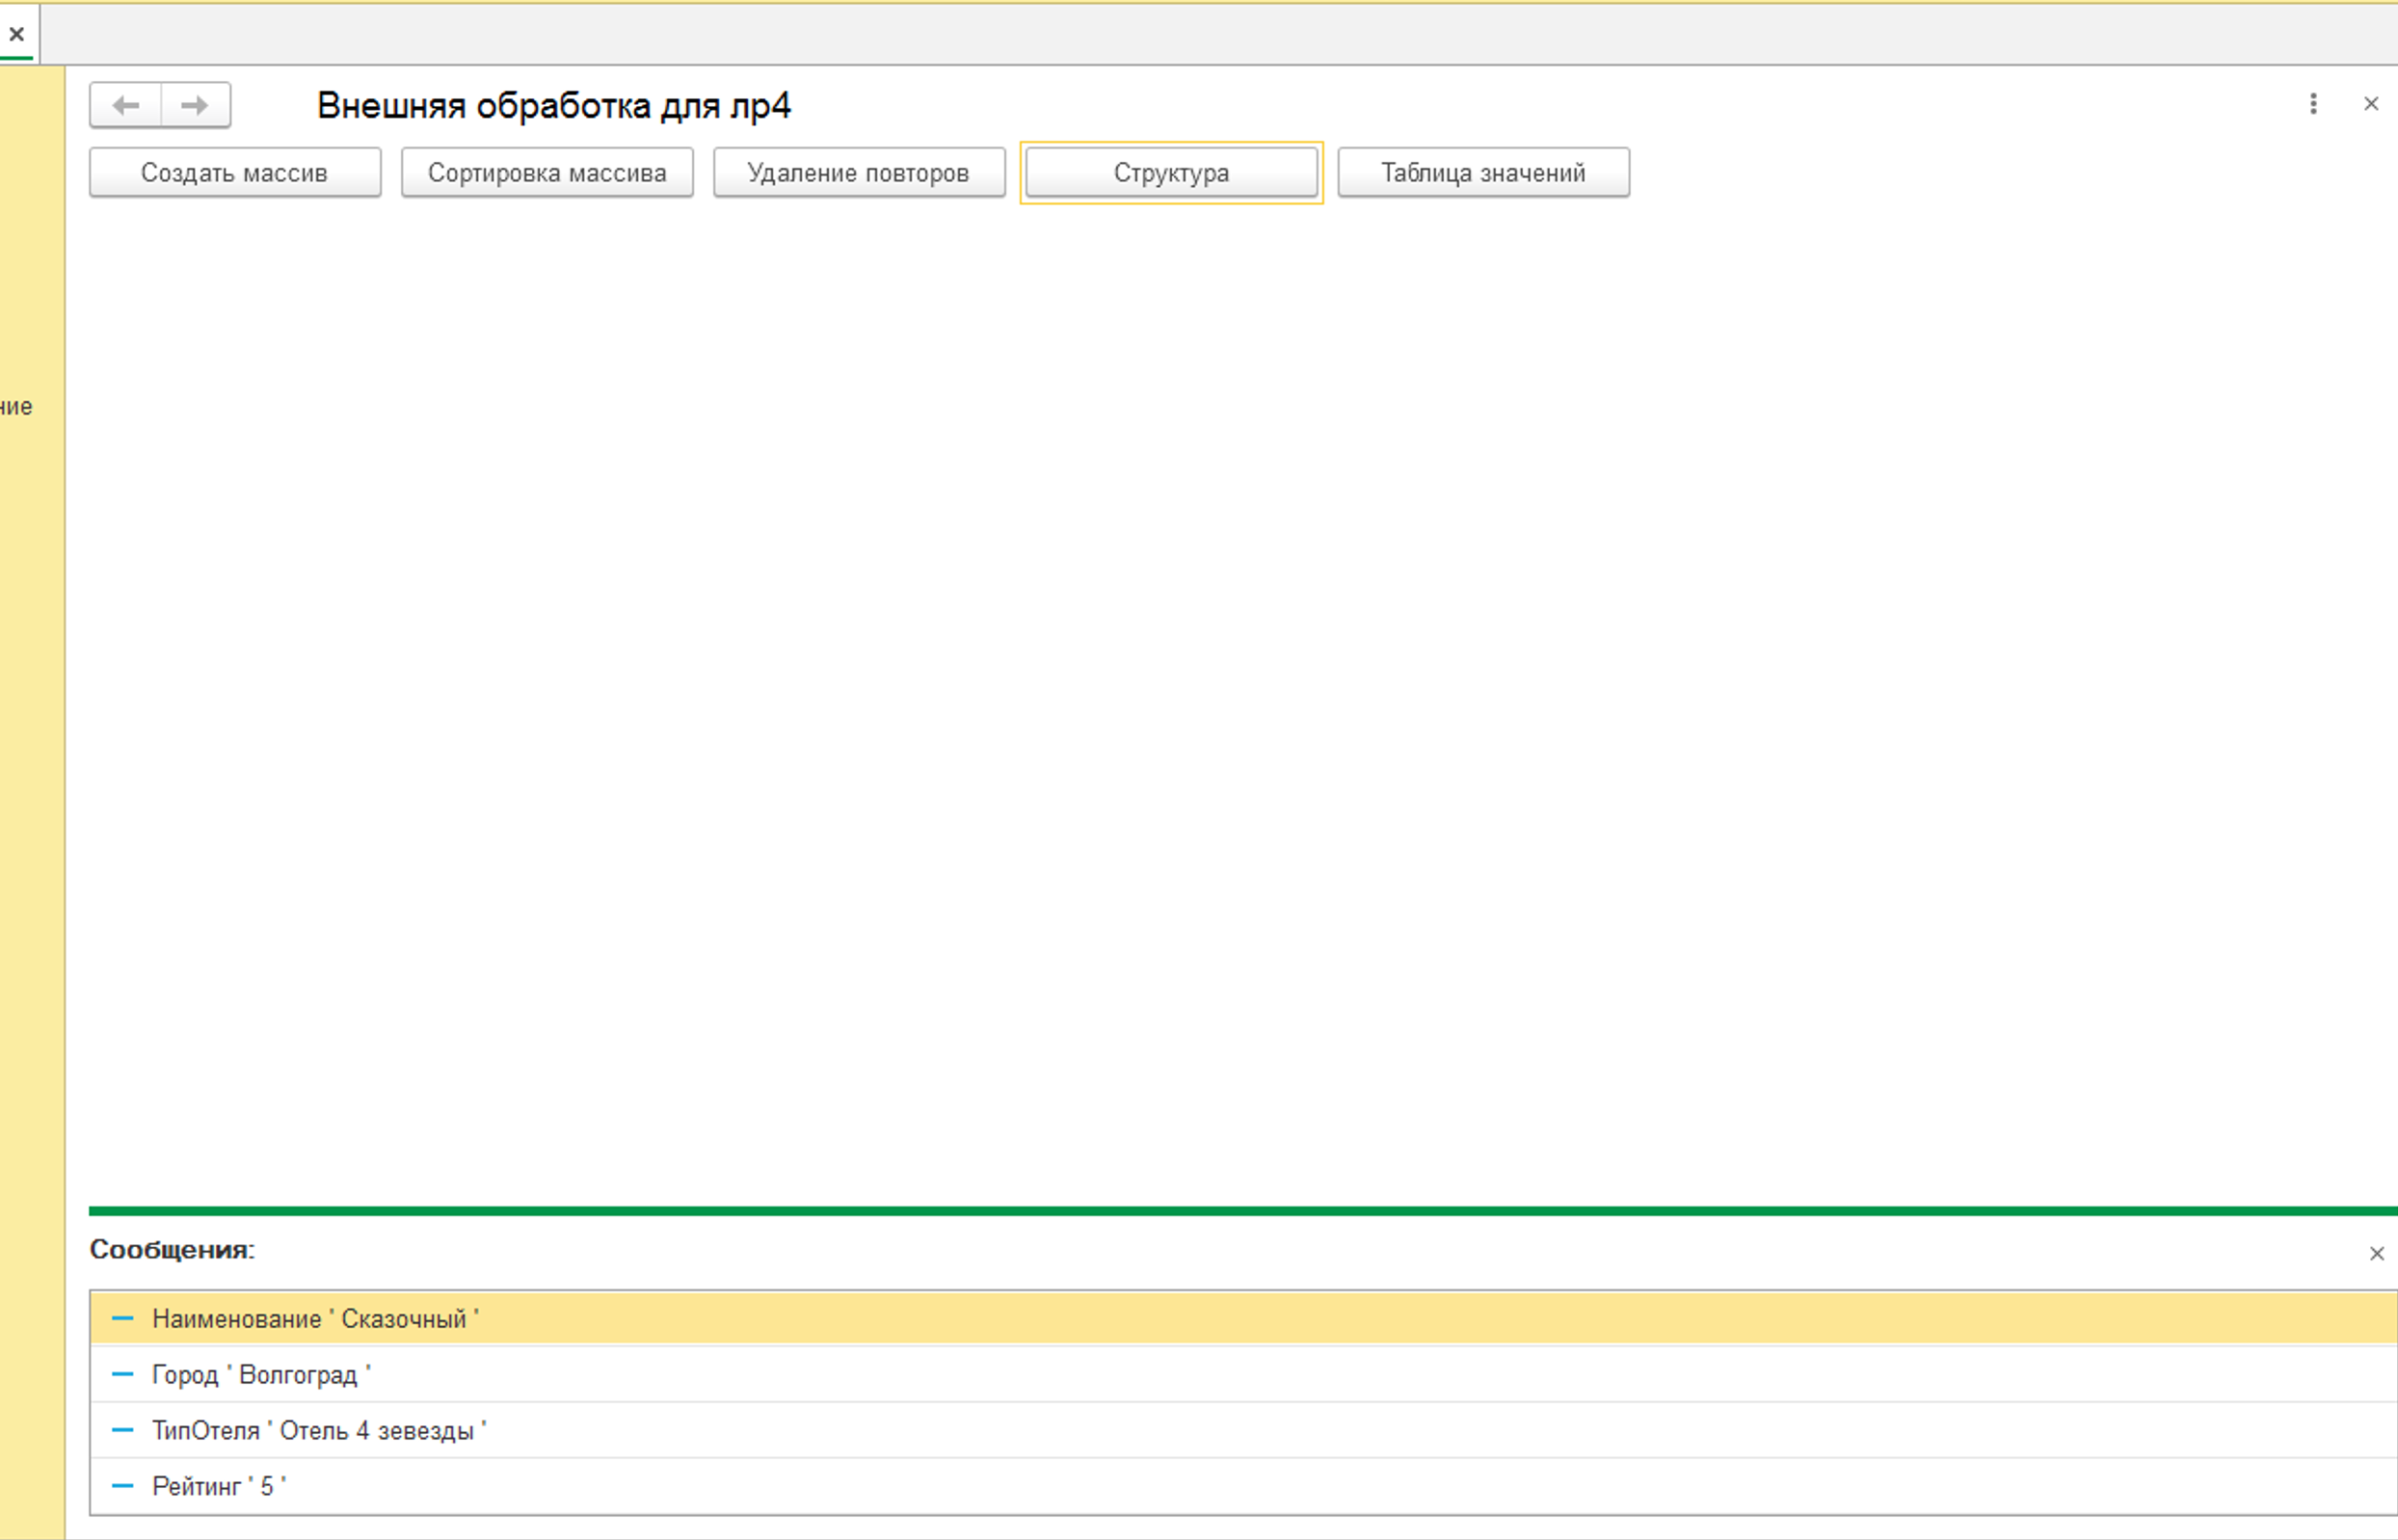 Внешняя обработка для лр4
Создать массив Сортировка массива Удаление повторов Структура Таблица значений
ние
Сообщения:
Наименование ' Сказочный '
Город ' Волгоград '
ТипОтеля ' Отель 4 зевезды '
Рейтинг ' 5 '